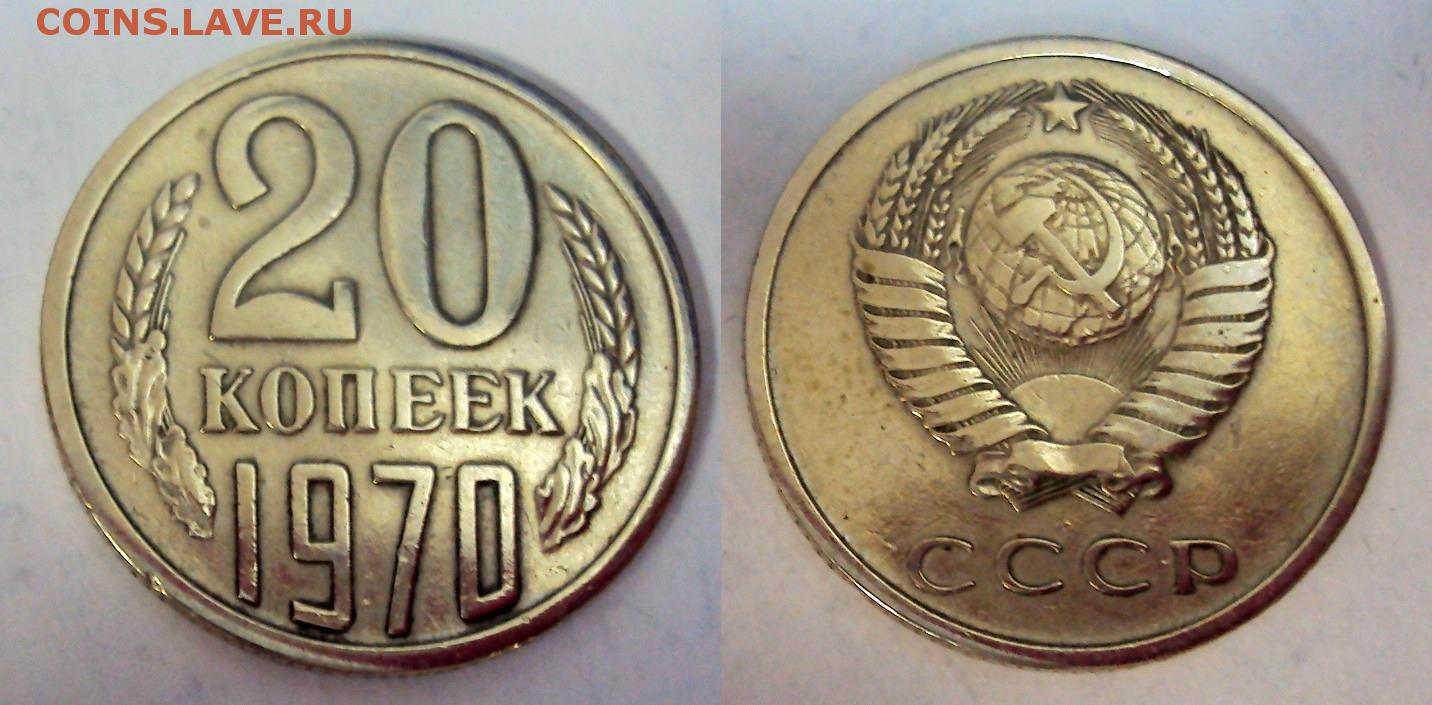 COINS.LAVE.RU
20
КОПЕЕК
1970
СССР